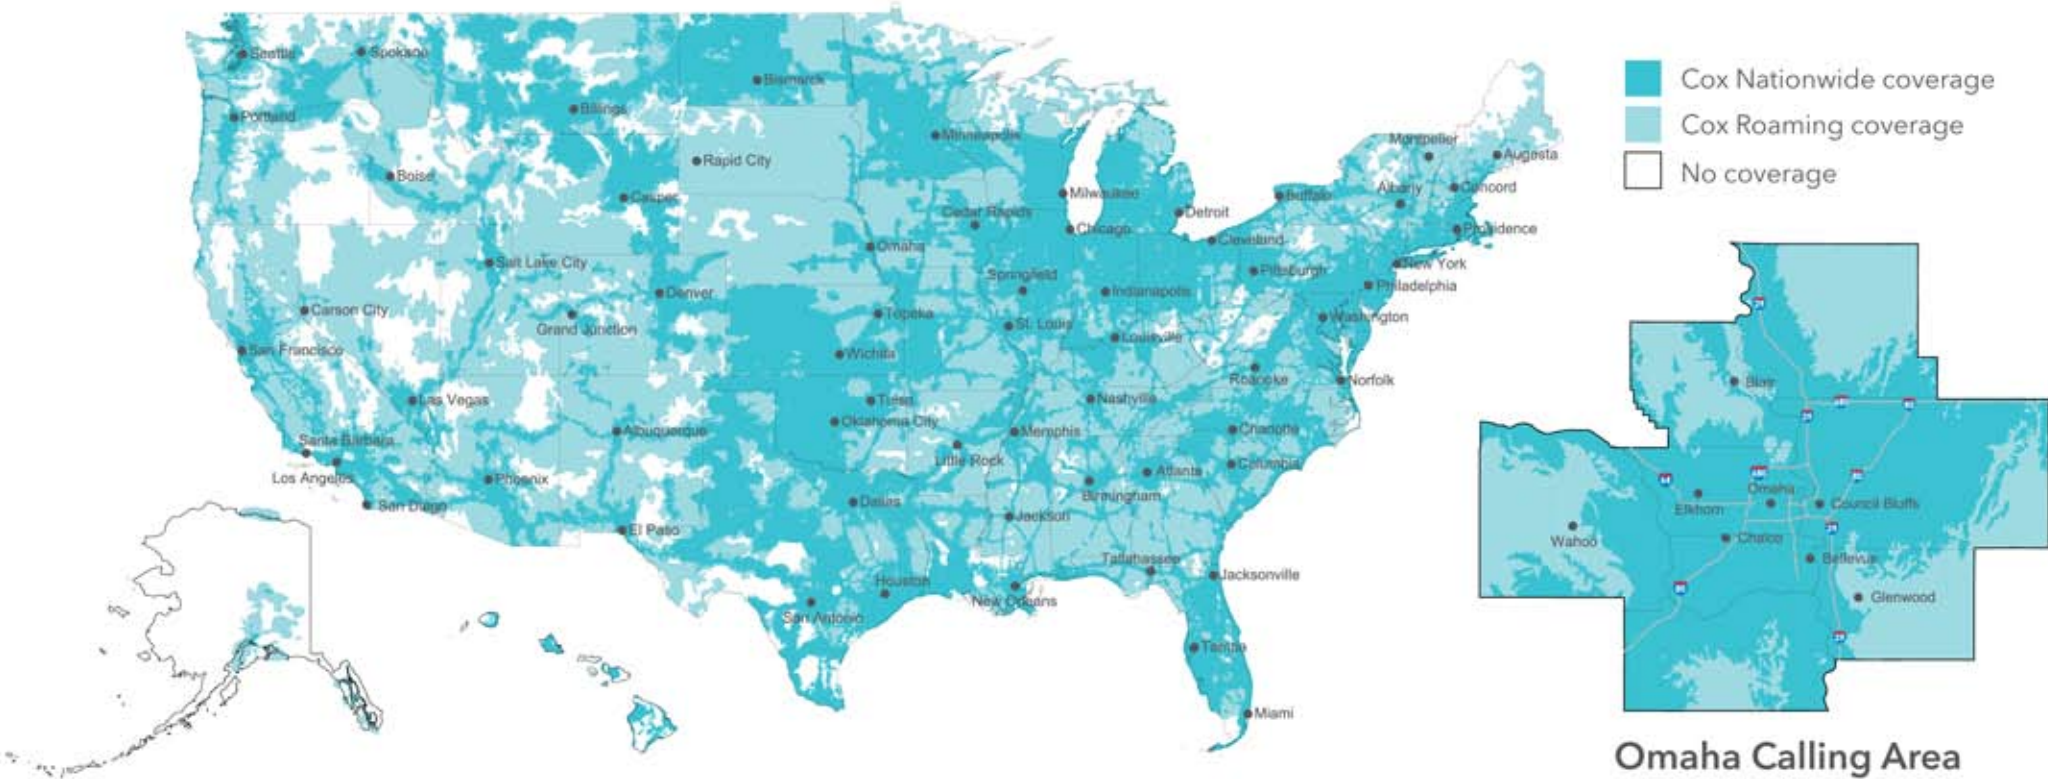 Seattle
Spokane
Portland
Bismarck
Billings
Minneapolis
Rapid City
Boise
Casper
Montpelier
Augusta
Milwaukee
Buffalo
Albany
Concord
Cedar Rapids
Detroit
Chicago
Providence
Omaha
Cleveland
Salt Lake City
New York
Springfield
Pittsburgh
Denver
Indianapolis
Philadelphia
Carson City
Grand Junction
Topeka
St. Louis
Washington
San Francisco
Wichita
Louisville
Roanoke
Norfolk
Las Vegas
Tulsa
Nashville
Oklahoma City
Santa Barbara
Albuquerque
Memphis
Charlotte
Little Rock
Columbia
Los Angeles
Phoenix
Atlanta
Birmingham
San Diego
Dallas
Jackson
El Paso
Tallahassee
Jacksonville
Houston
New Orleans
San Antonio
Tampa
Miami
Cox Nationwide coverage
Cox Roaming coverage
No coverage
Blair
Omaha
Elkhorn
Council Bluffs
Wahoo
Chalco
Bellevue
Glenwood
Omaha Calling Area